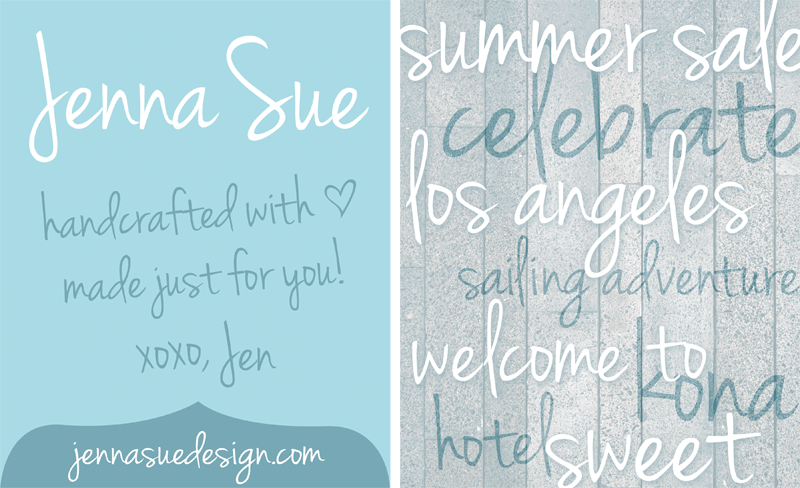 Jenna Sue
handcrafted with ♡
made just for you!
xoxo, Jen
jennasuedesign.com
summer sale
celebrate
los angeles
sailing adventure
welcome to
kona
hotel
sweet